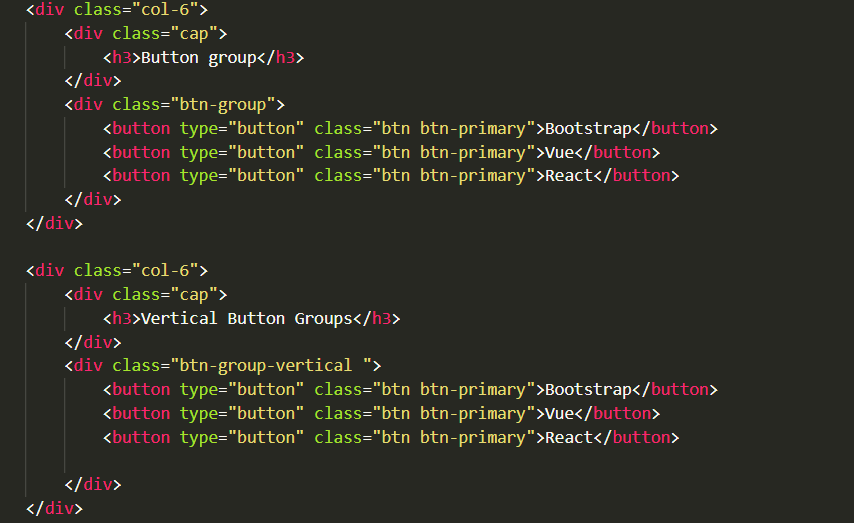 <div class="col-6">
<div class="cap">
<h3>Button group</h3>
</div>
<div class="btn-group">
<button type="button" class="btn btn-primary">Bootstrap</button>
<button type="button" class="btn btn-primary">Vue</button>
<button type="button" class="btn btn-primary">React</button>
</div>
</div>
<div class="col-6">
<div class="cap">
<h3>Vertical Button Groups</h3>
</div>
<div class="btn-group-vertical ">
<button type="button" class="btn btn-primary">Bootstrap</button>
<button type="button" class="btn btn-primary">Vue</button>
<button type="button" class="btn btn-primary">React</button>
</div>
</div>